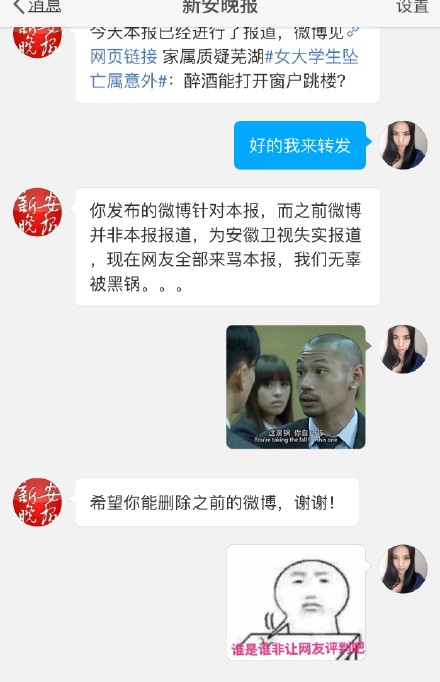 消息
新安晚报
设置
今天本报已经进行了报道，微博见
网页链接 家属质疑芜湖#女大学生坠
亡属意外#：醉酒能打开窗户跳楼？
好的我来转发
新安
晚报
你发布的微博针对本报，而之前微博
并非本报报道，为安徽卫视失实报道
，现在网友全部来骂本报，我们无辜
被黑锅。。。
这黑锅 你自己背
You're taking the fall for this one
新安
晚报
希望你能删除之前的微博，谢谢！
谁是谁非让网友评判吧